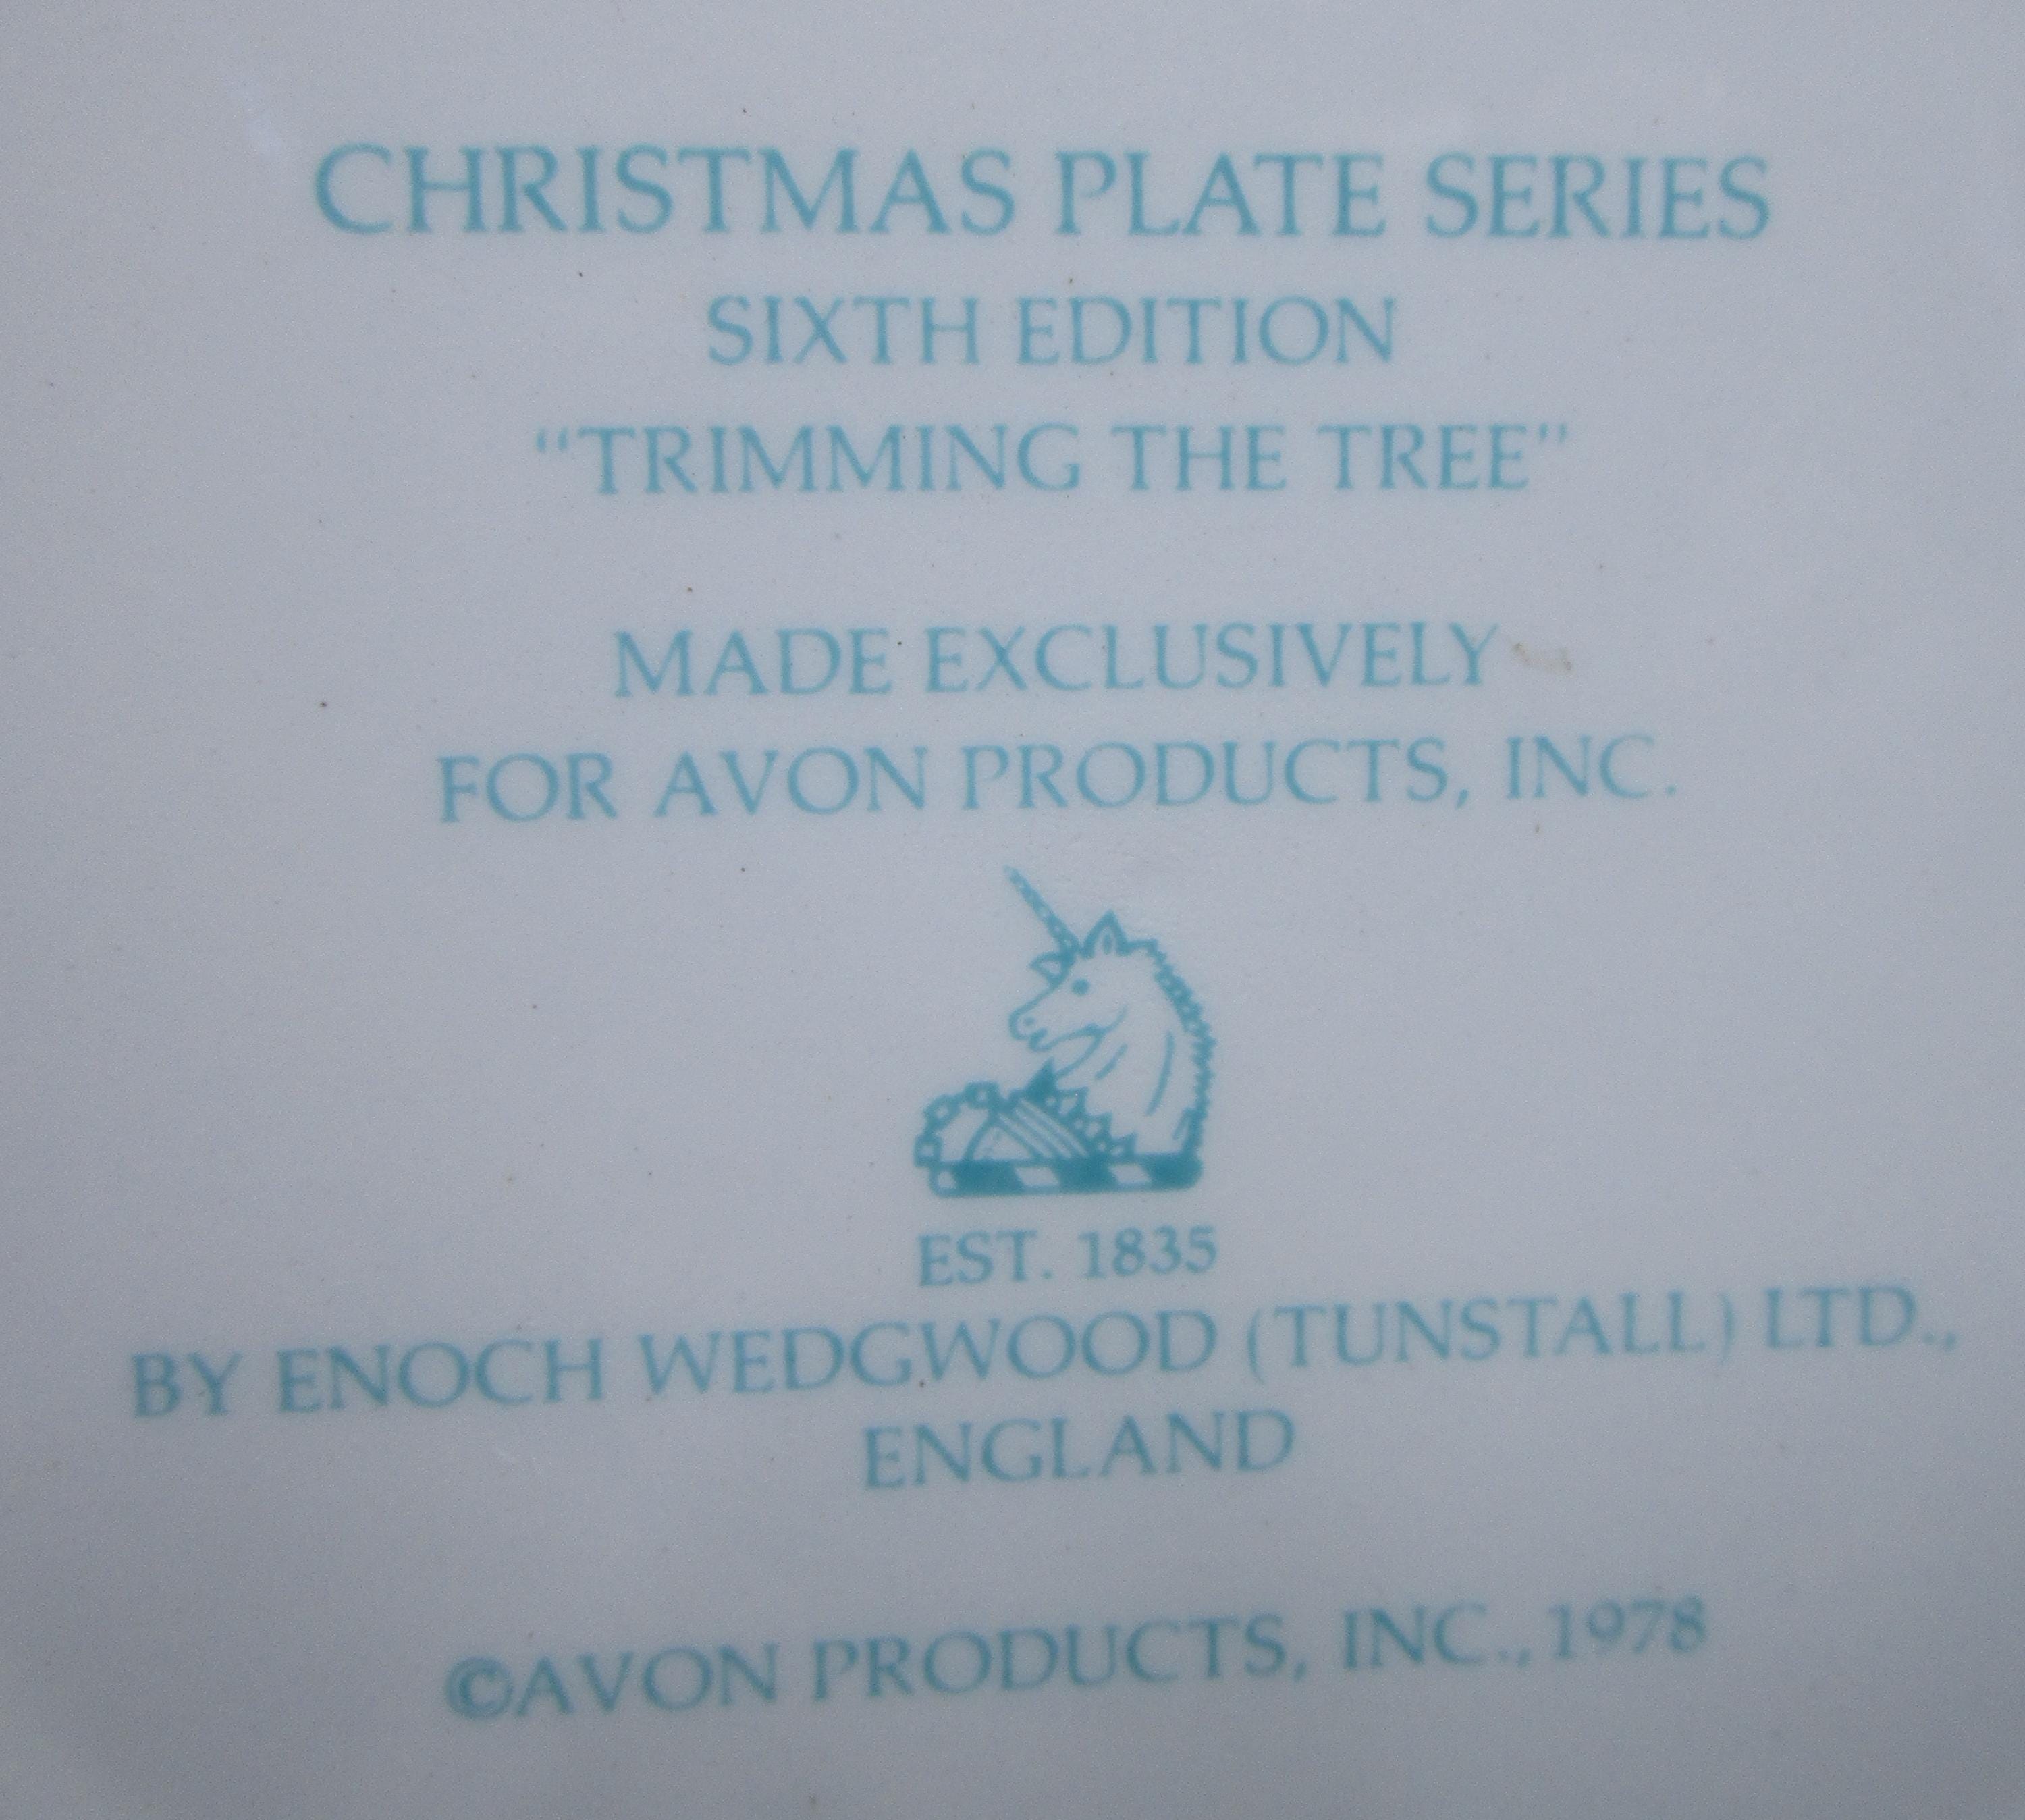 CHRISTMAS PLATE SERIES
SIXTH EDITION
“TRIMMING THE TREE”
MADE EXCLUSIVELY
FOR AVON PRODUCTS, INC.
EST. 1835
BY ENOCH WEDGWOOD (TUNSTALL) LTD.,
ENGLAND
©AVON PRODUCTS, INC., 1978